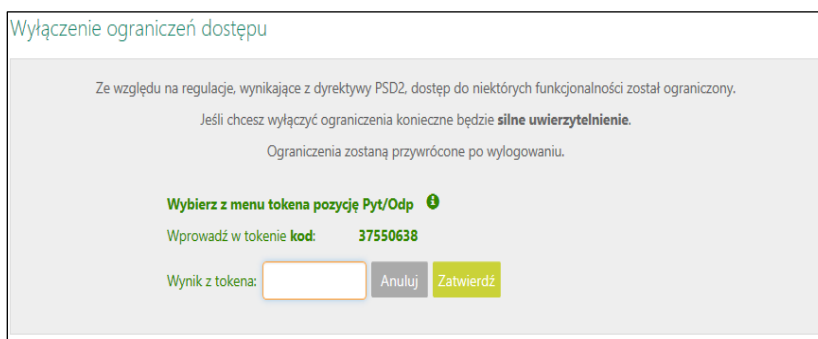 Wyłączenie ograniczeń dostępu
Ze względu na regulacje, wynikające z dyrektywy PSD2, dostęp do niektórych funkcjonalności został ograniczony.
Jeśli chcesz wyłączyć ograniczenia konieczne będzie silne uwierzytelnienie.
Ograniczenia zostaną przywrócone po wylogowaniu.
Wybierz z menu tokena pozycję Pyt/Odp
Wprowadź w tokenie kod: 37550638
Wynik z tokena: Anuluj Zatwierdź